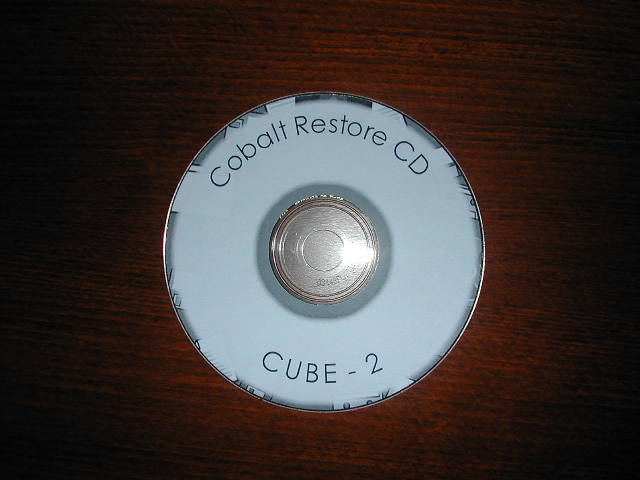 Cobalt Restore CD
CUBE - 2